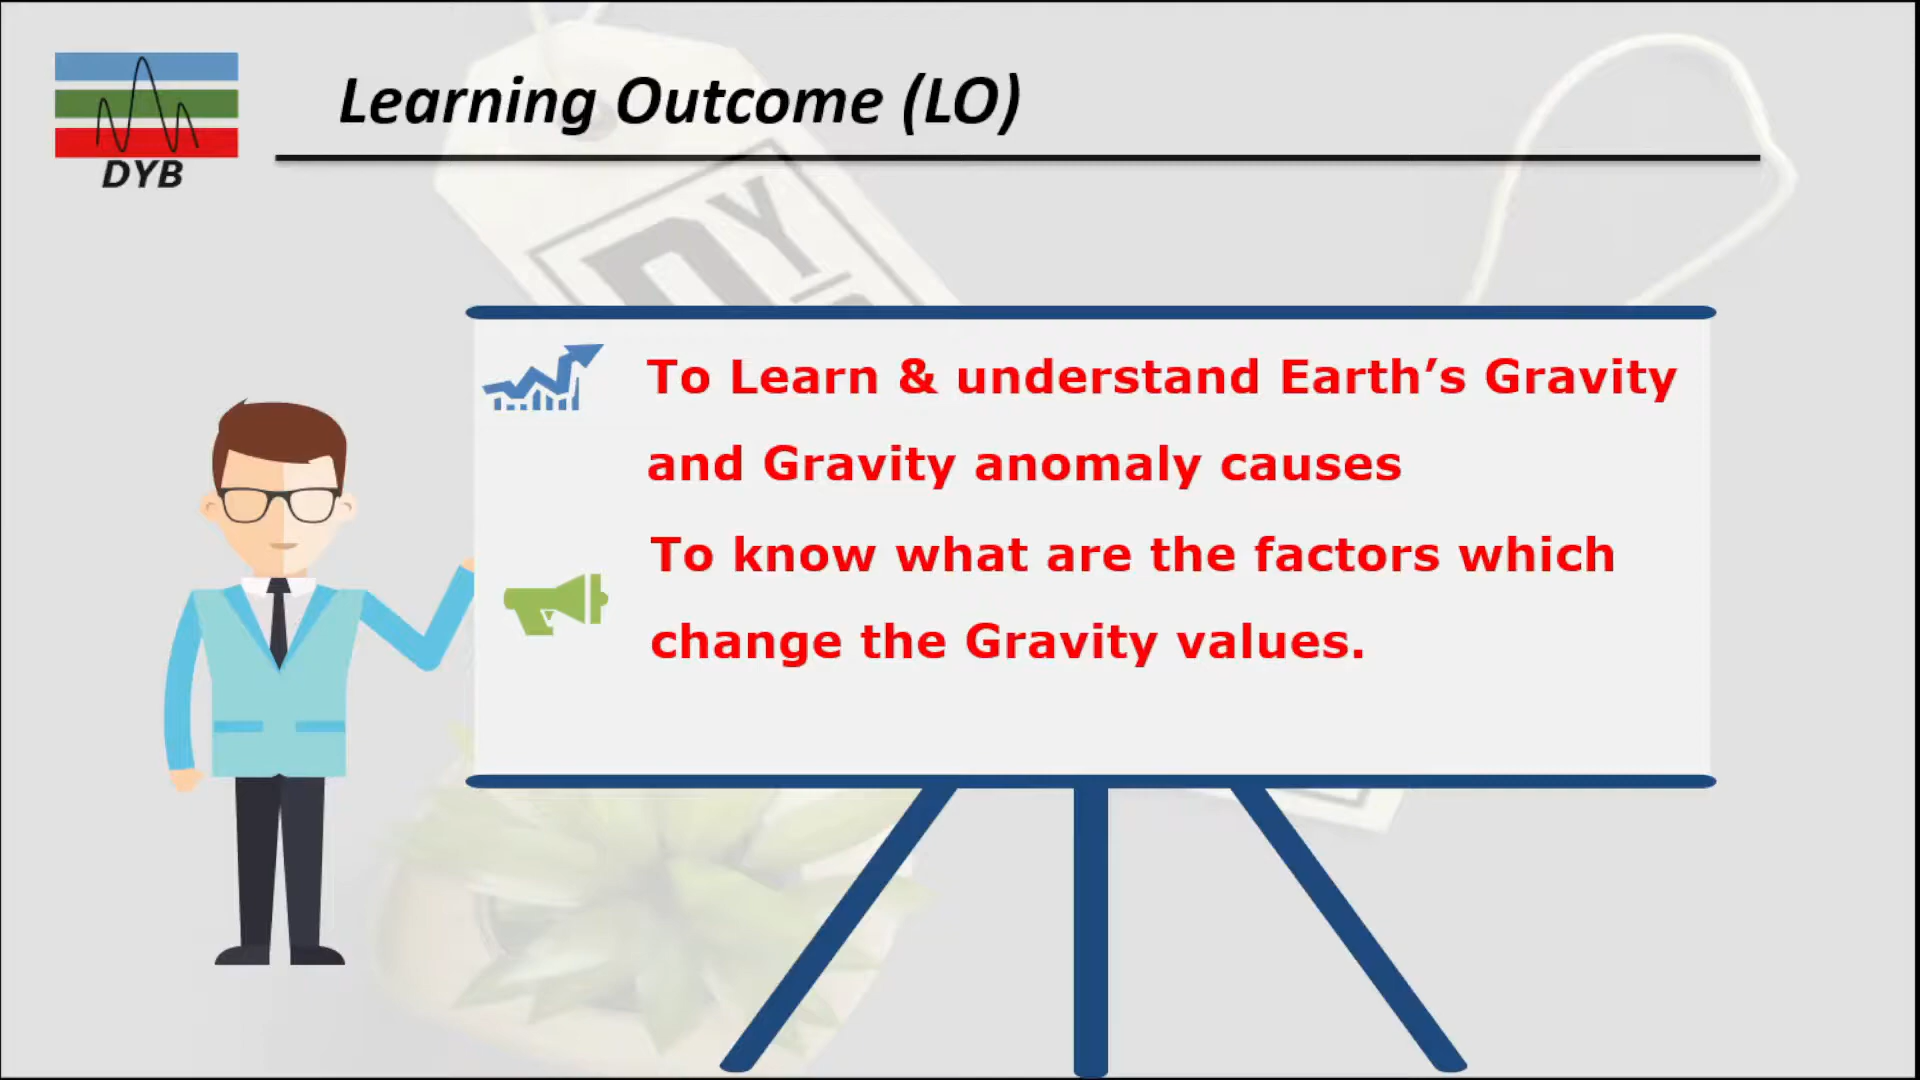 Learning Outcome (LO)
DYB
To Learn & understand Earth’s Gravity
and Gravity anomaly causes
To know what are the factors which
change the Gravity values.